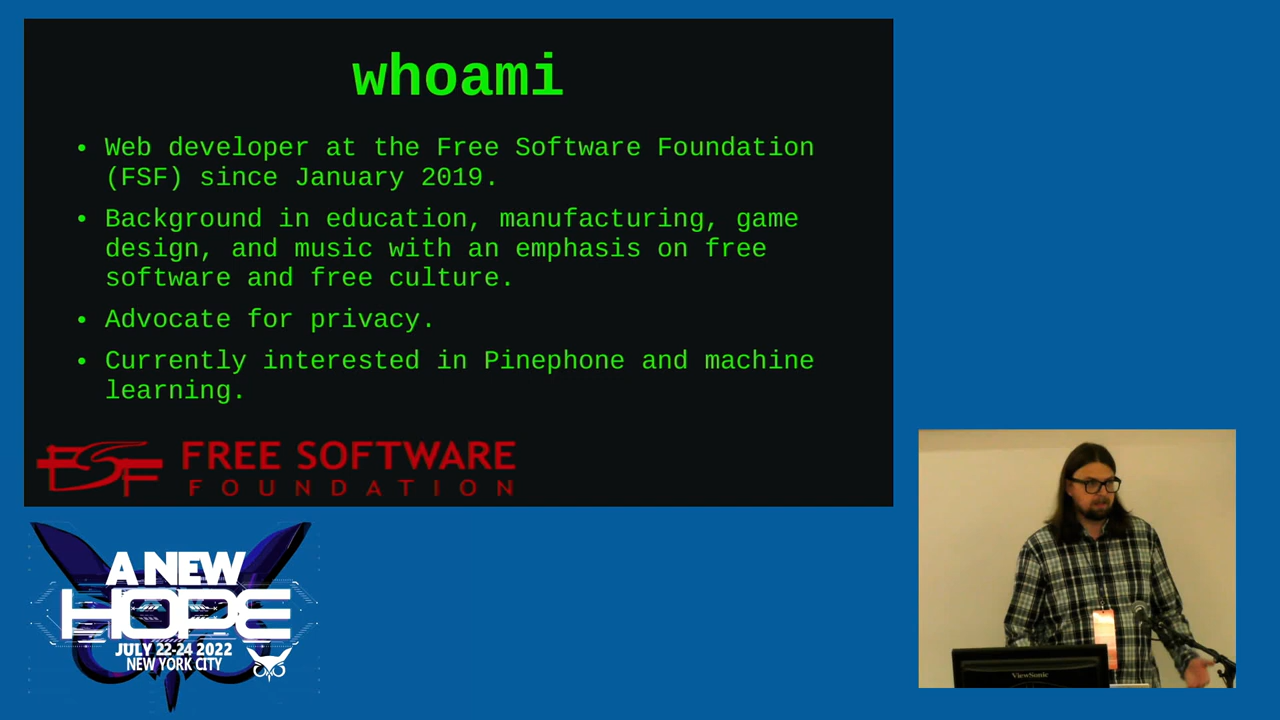 whoami
• Web developer at the Free Software Foundation
(FSF) since January 2019.
• Background in education, manufacturing, game
design, and music with an emphasis on free
software and free culture.
• Advocate for privacy.
• Currently interested in Pinephone and machine
learning.
FSF FREE SOFTWARE
FOUNDATION
A NEW
HOPE
JULY 22-24 2022
NEW YORK CITY
ViewSonic